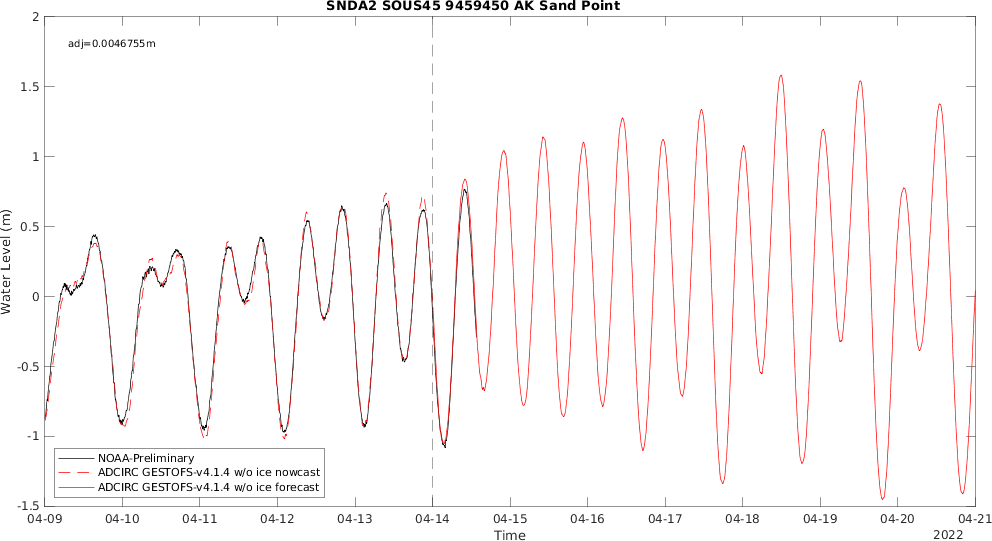 SNDA2 SOUS45 9459450 AK Sand Point
adj=0.0046755m
Water Level (m)
2
1.5
1
0.5
0
-0.5
-1
-1.5
NOAA-Preliminary
ADCIRC GESTOFS-v4.1.4 w/o ice nowcast
ADCIRC GESTOFS-v4.1.4 w/o ice forecast
04-09 04-10 04-11 04-12 04-13 04-14 04-15 04-16 04-17 04-18 04-19 04-20 04-21
Time
2022